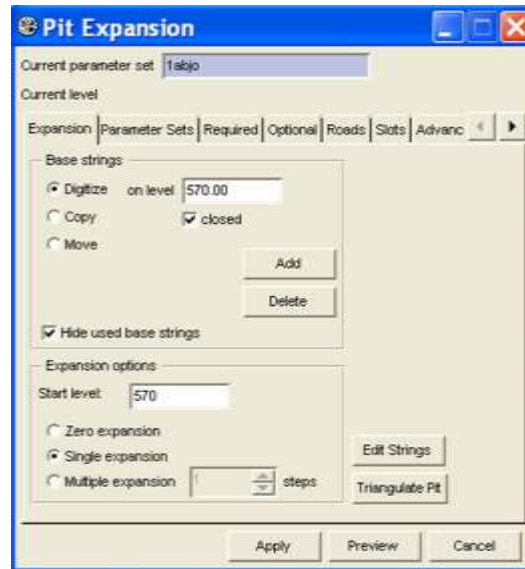 Pit Expansion
Current parameter set 1abjo
Current level
Expansion Parameter Sets Required Optional Roads Slots Advanc
Base strings
Digitize on level 570.00
Copy closed
Move
Add
Delete
Hide used base strings
Expansion options
Start level: 570
Zero expansion
Single expansion
Multiple expansion 1 steps
Edit Strings
Triangulate Pit
Apply Preview Cancel